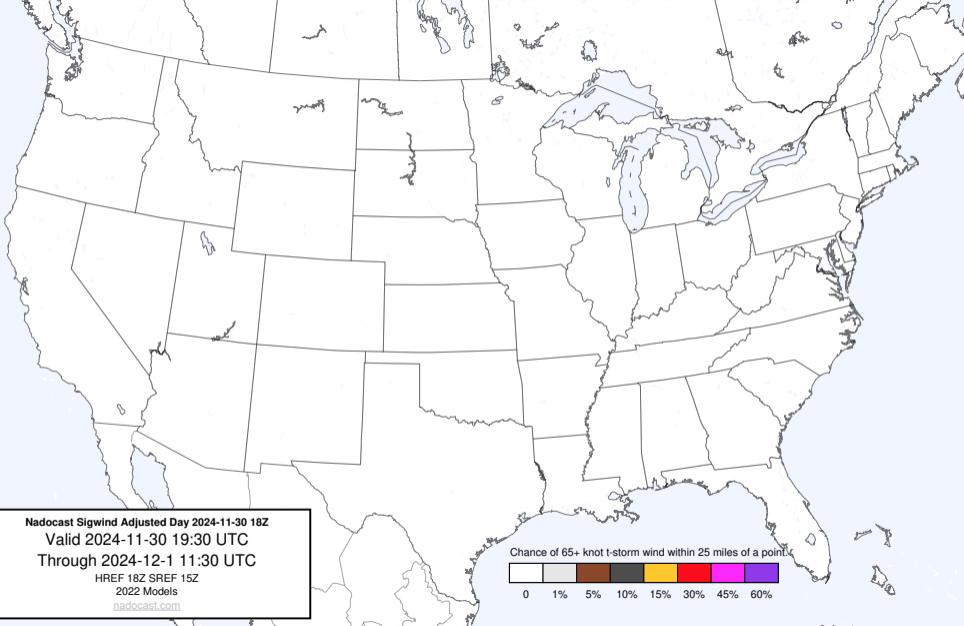 Nadocast Sigwind Adjusted Day 2024-11-30 18Z
Valid 2024-11-30 19:30 UTC
Through 2024-12-1 11:30 UTC
HREF 18Z SREF 15Z
2022 Models
nadocast.com
Chance of 65+ knot t-storm wind within 25 miles of a point.
0 1% 5% 10% 15% 30% 45% 60%